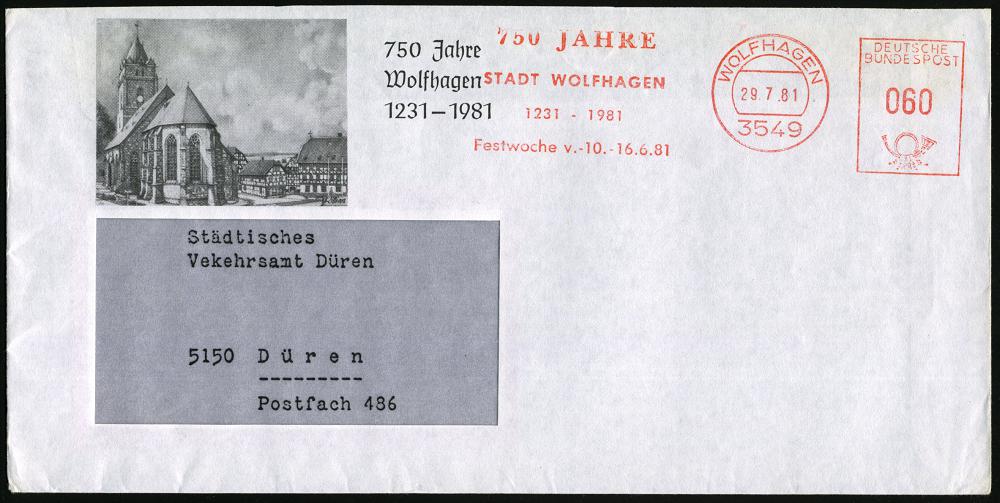 750 Jahre
Wolfhagen
1231–1981
750 JAHRE
STADT WOLFHAGEN
1231 - 1981
Festwoche v.-10.-16.6.81
WOLFHAGEN
29.7.81
3549
DEUTSCHE
BUNDESPOST
060
Städtisches
Vekehrsamt Düren
5150 Düren
Postfach 486